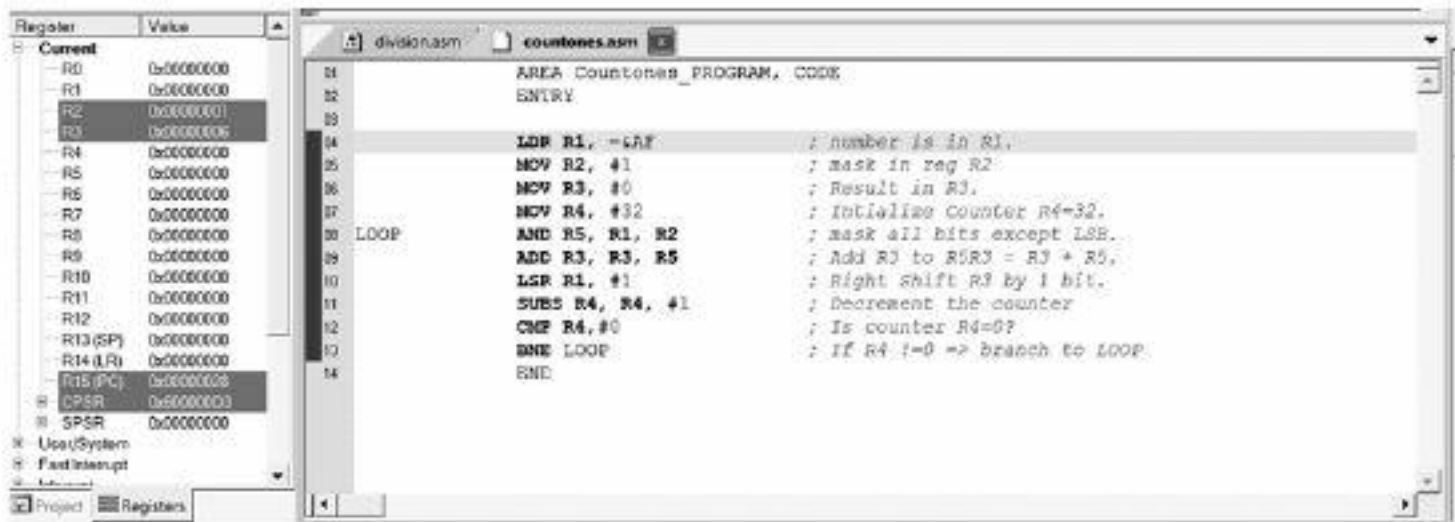 Register Value
Current
R0 0x00000000
R1 0x00000000
R2 0x00000001
R3 0x00000006
R4 0x00000000
R5 0x00000000
R6 0x00000000
R7 0x00000000
R8 0x00000000
R9 0x00000000
R10 0x00000000
R11 0x00000000
R12 0x00000000
R13 (SP) 0x00000000
R14 (LR) 0x00000000
R15 (PC) 0x00000028
CPSR 0x600000D3
SPSR 0x00000000
User/System
Fast Interrupt
Project Registers
division.asm countones.asm
01 AREA Countones_PROGRAM, CODE
02 ENTRY
03
04 LDR R1, =&AF ; number is in R1.
05 MOV R2, #1 ; mask in reg R2
06 MOV R3, #0 ; Result in R3.
07 MOV R4, #32 ; Intialize Counter R4=32.
08 LOOP AND R5, R1, R2 ; mask all bits except LSB.
09 ADD R3, R3, R5 ; Add R3 to R5R3 = R3 + R5.
10 LSR R1, #1 ; Right Shift R3 by 1 bit.
11 SUBS R4, R4, #1 ; Decrement the counter
12 CMP R4,#0 ; Is counter R4=0?
13 BNE LOOP ; If R4 !=0 => branch to LOOP
14 END